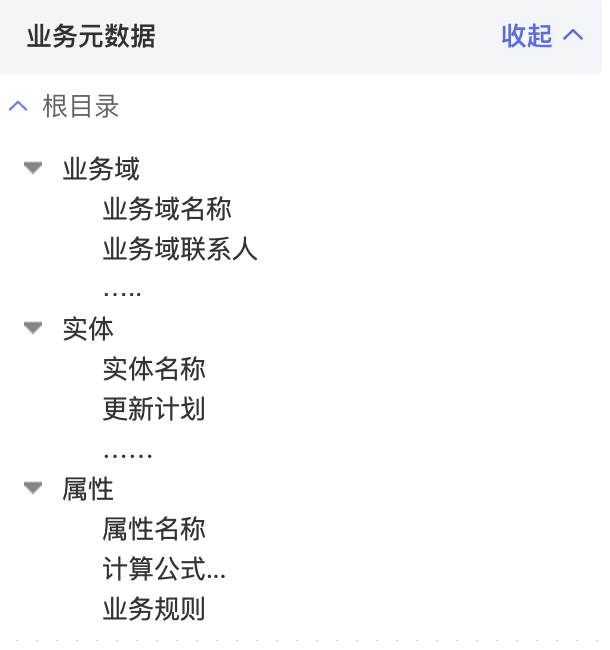 业务元数据 收起
根目录
业务域
业务域名称
业务域联系人
.....
实体
实体名称
更新计划
......
属性
属性名称
计算公式...
业务规则